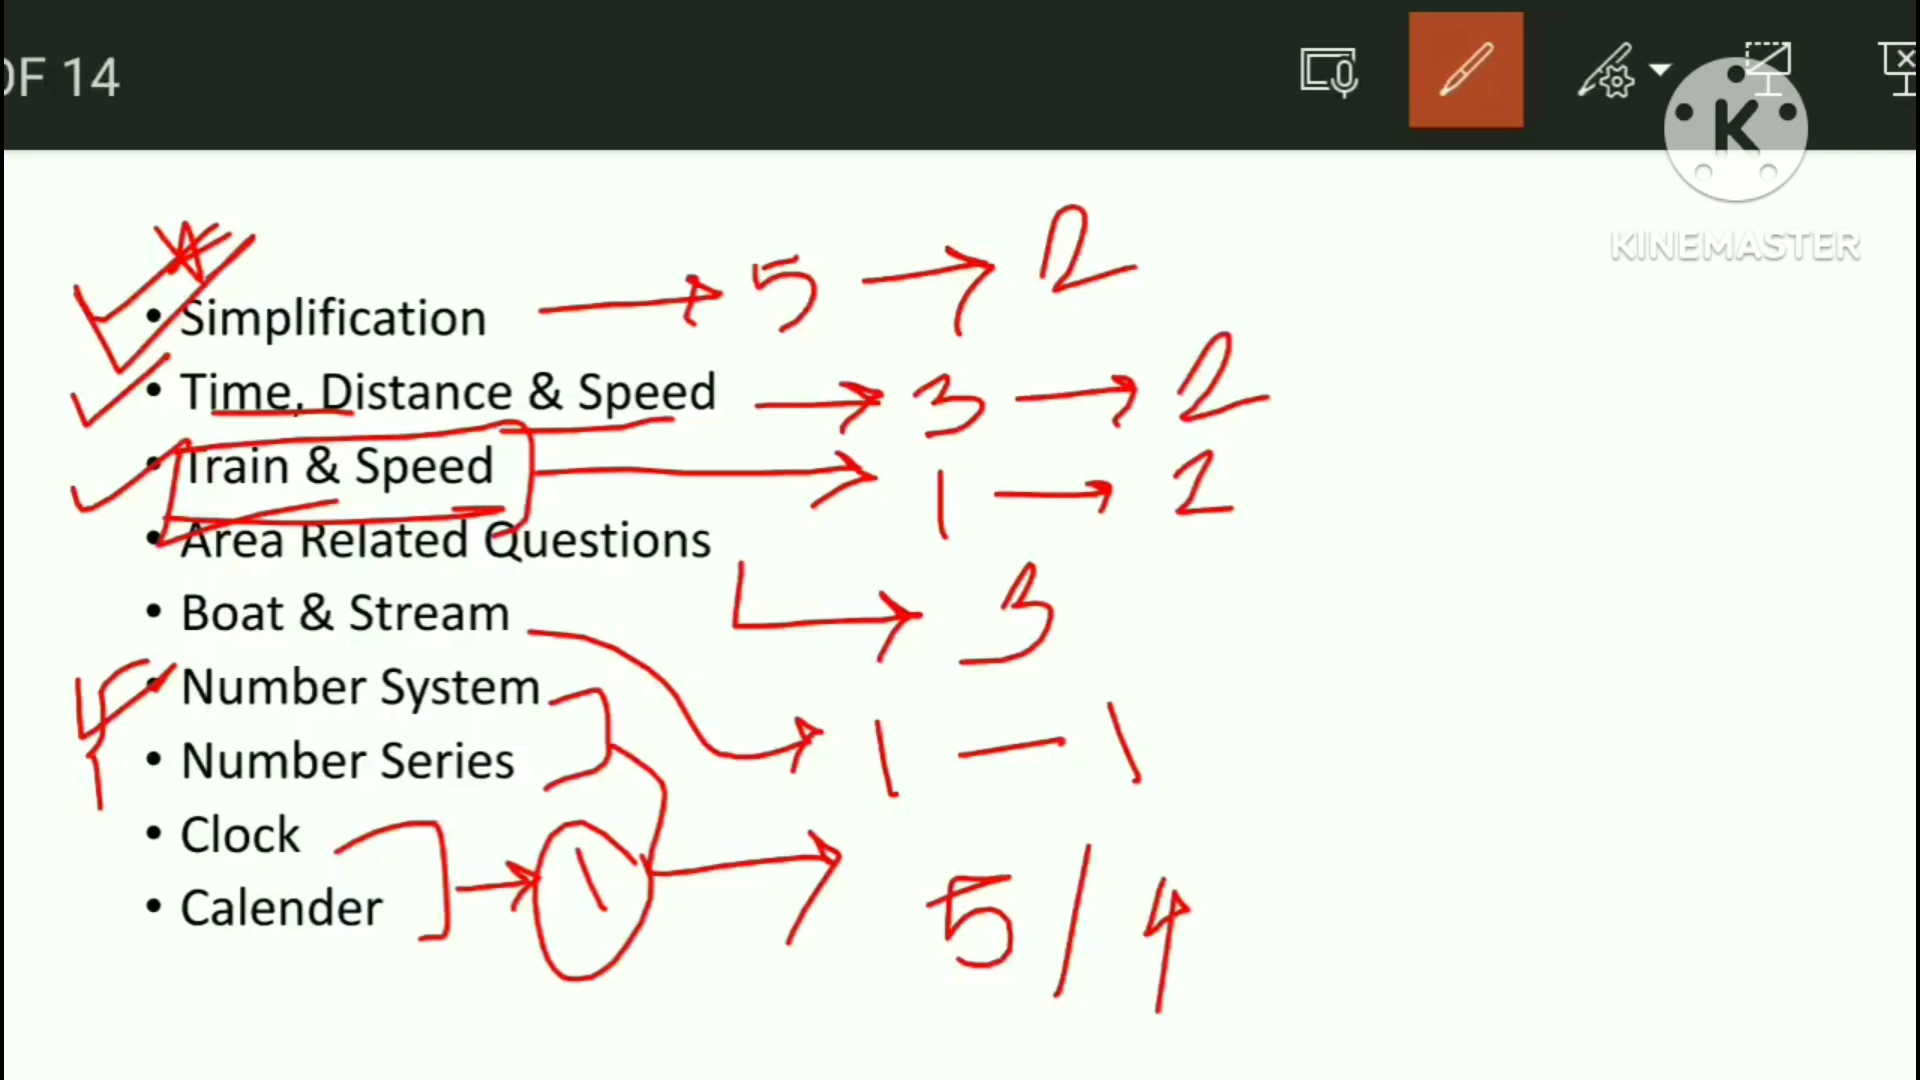 OF 14
K
KINEMASTER
• Simplification → 5 → 2
• Time, Distance & Speed → 3 → 2
• Train & Speed → 1 → 2
• Area Related Questions → 3
• Boat & Stream → 1 — 1
• Number System
• Number Series → 5/4
• Clock
• Calender → 1